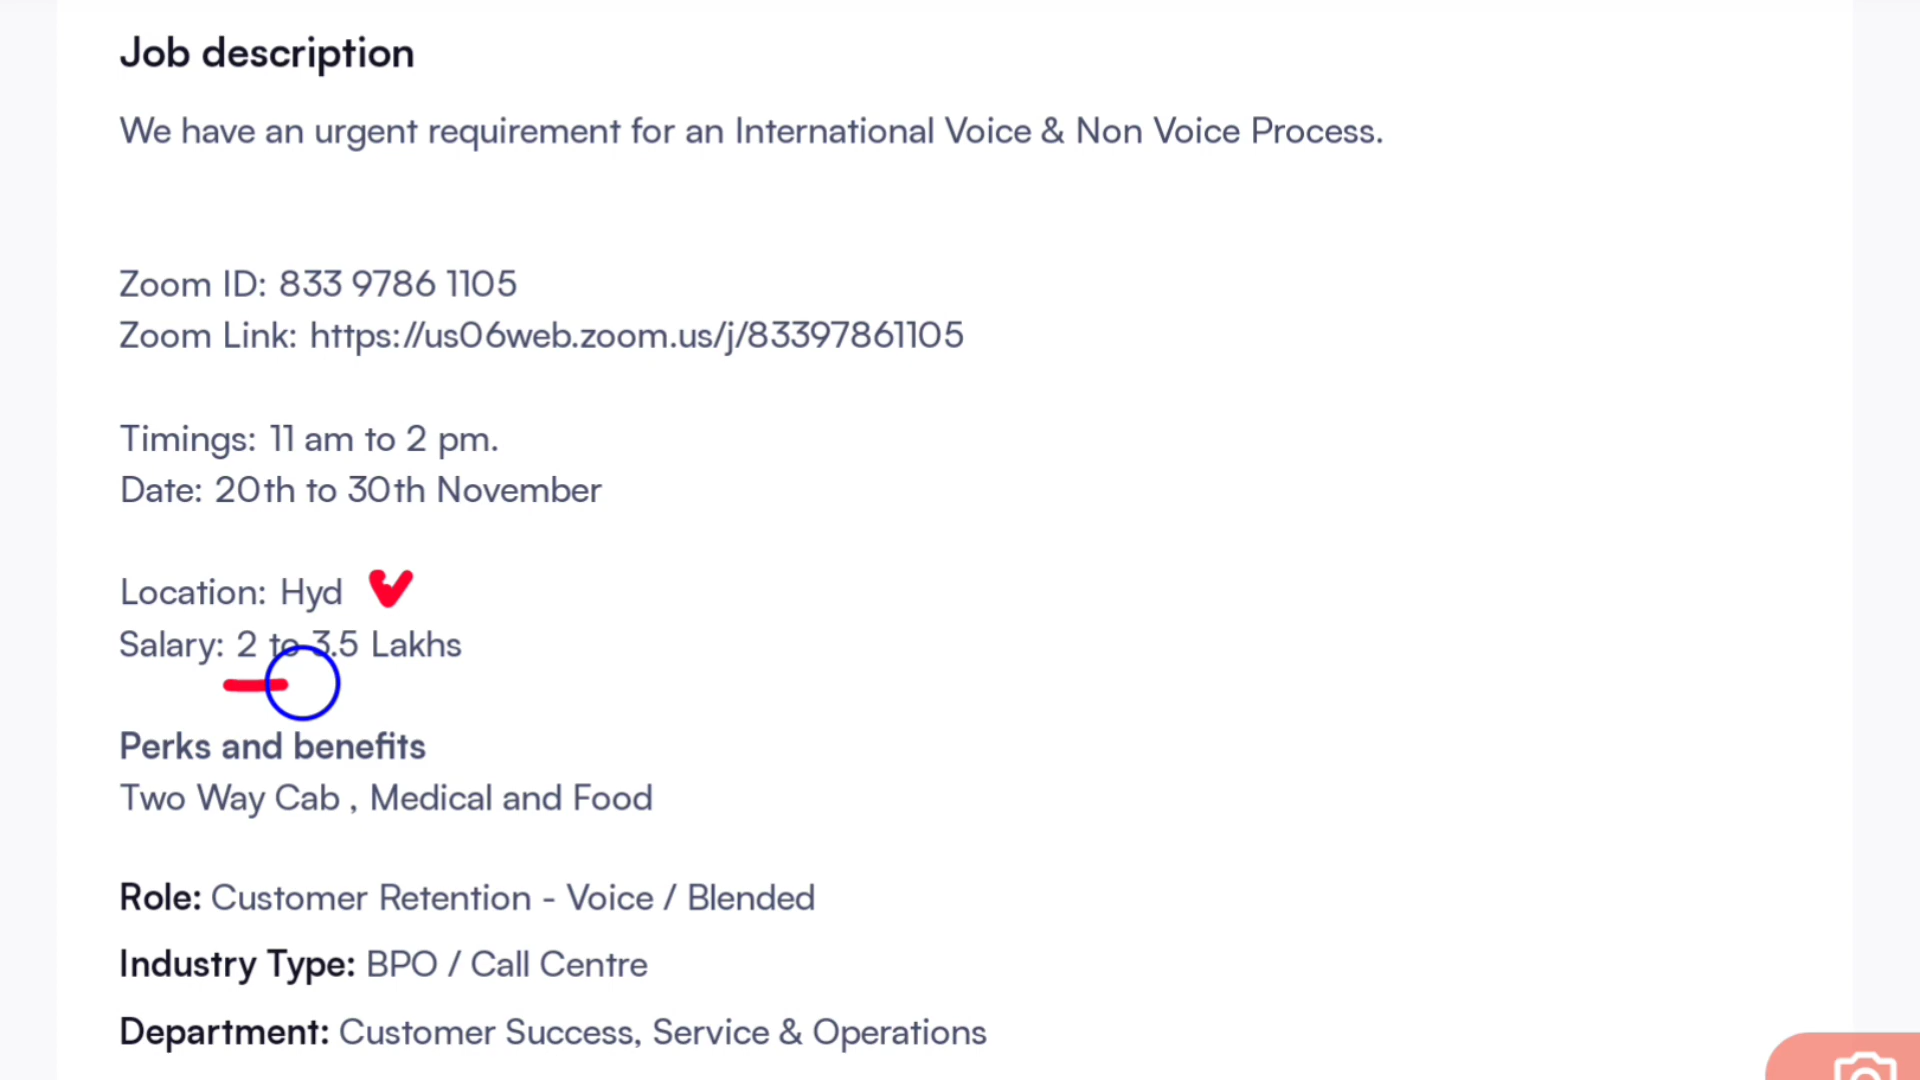 Job description
We have an urgent requirement for an International Voice & Non Voice Process.
Zoom ID: 833 9786 1105
Zoom Link: https://us06web.zoom.us/j/83397861105
Timings: 11 am to 2 pm.
Date: 20th to 30th November
Location: Hyd
Salary: 2 to 3.5 Lakhs
Perks and benefits
Two Way Cab , Medical and Food
Role: Customer Retention - Voice / Blended
Industry Type: BPO / Call Centre
Department: Customer Success, Service & Operations